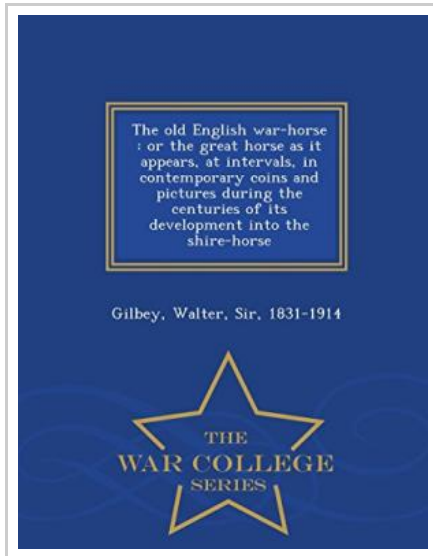 The old English war-horse
: or the great horse as it
appears, at intervals, in
contemporary coins and
pictures during the
centuries of its
development into the
shire-horse
Gilbey, Walter, Sir, 1831-1914
THE
WAR COLLEGE
SERIES